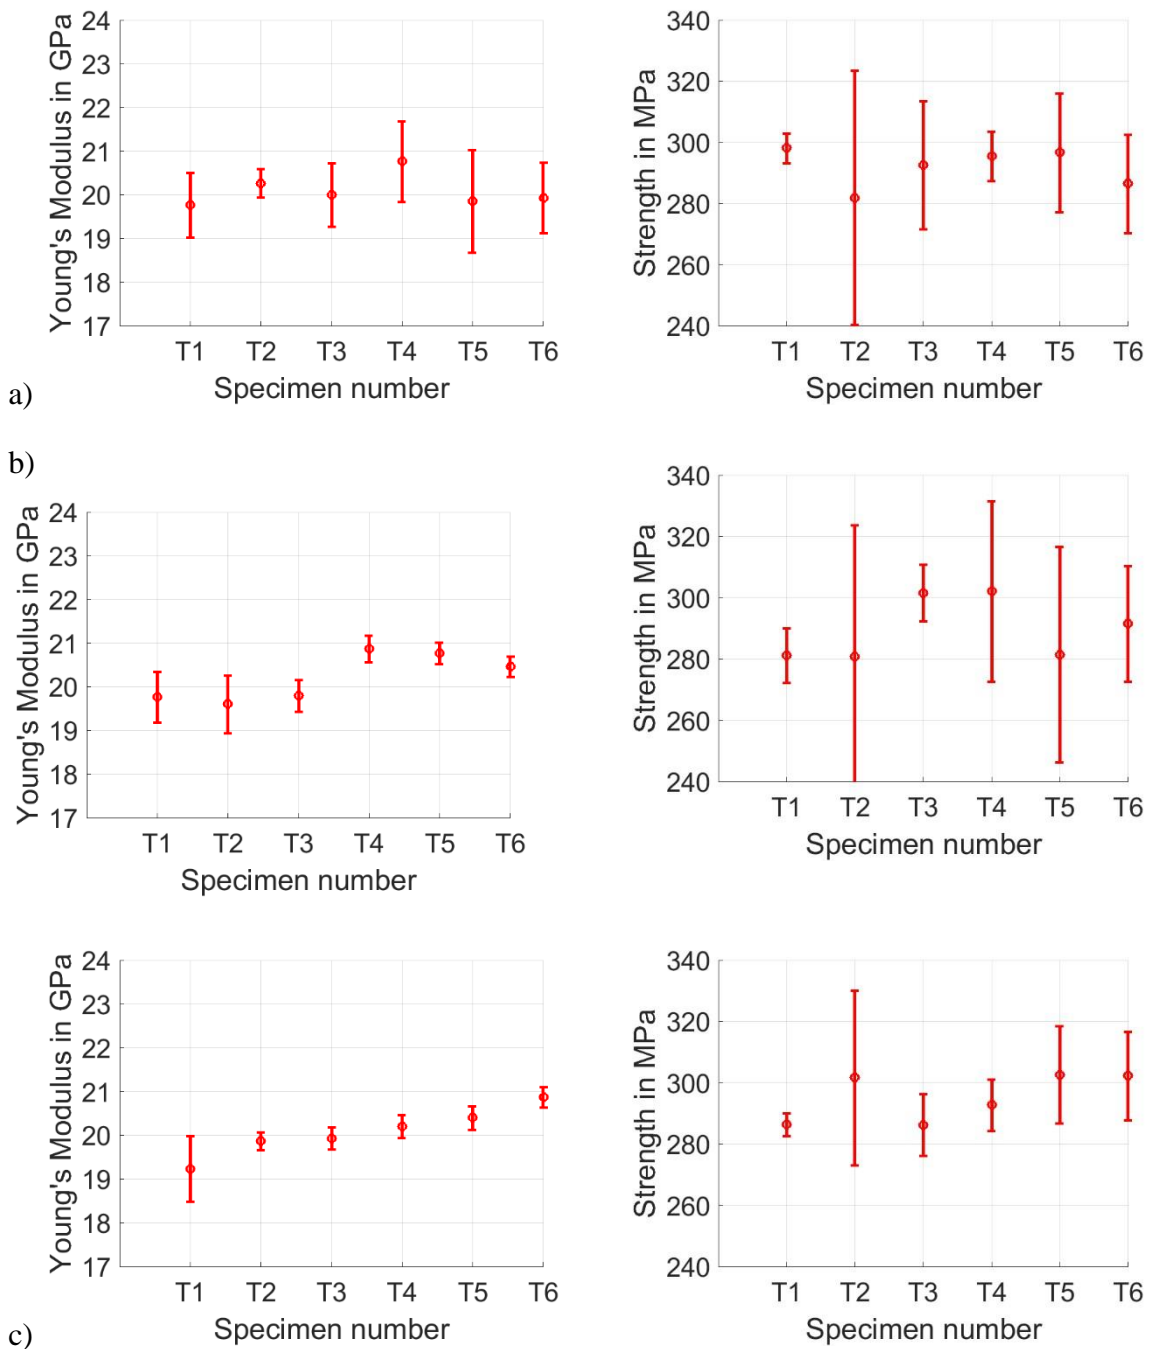 Young's Modulus in GPa
24
23
22
21
20
19
18
17
T1 T2 T3 T4 T5 T6
Specimen number
Strength in MPa
340
320
300
280
260
240
T1 T2 T3 T4 T5 T6
Specimen number
a)
b)
Young's Modulus in GPa
24
23
22
21
20
19
18
17
T1 T2 T3 T4 T5 T6
Specimen number
Strength in MPa
340
320
300
280
260
240
T1 T2 T3 T4 T5 T6
Specimen number
Young's Modulus in GPa
24
23
22
21
20
19
18
17
T1 T2 T3 T4 T5 T6
Specimen number
Strength in MPa
340
320
300
280
260
240
T1 T2 T3 T4 T5 T6
Specimen number
c)